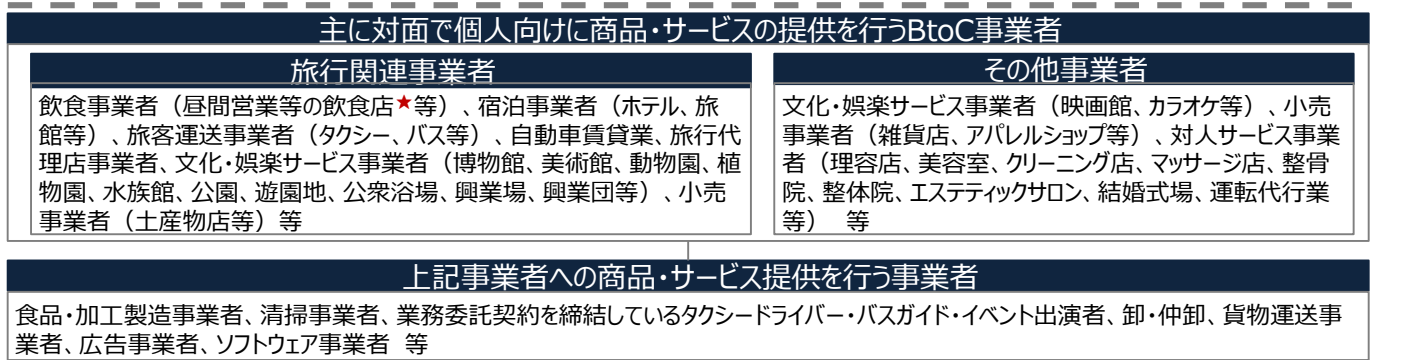 主に対面で個人向けに商品・サービスの提供を行うBtoC事業者
旅行関連事業者
飲食事業者（昼間営業等の飲食店★等）、宿泊事業者（ホテル、旅
館等）、旅客運送事業者（タクシー、バス等）、自動車賃貸業、旅行代
理店事業者、文化・娯楽サービス事業者（博物館、美術館、動物園、植
物園、水族館、公園、遊園地、公衆浴場、興業場、興業団等）、小売
事業者（土産物店等）等
その他事業者
文化・娯楽サービス事業者（映画館、カラオケ等）、小売
事業者（雑貨店、アパレルショップ等）、対人サービス事業
者（理容店、美容室、クリーニング店、マッサージ店、整骨
院、整体院、エステティックサロン、結婚式場、運転代行業
等）　等
上記事業者への商品・サービス提供を行う事業者
食品・加工製造事業者、清掃事業者、業務委託契約を締結しているタクシードライバー・バスガイド・イベント出演者、卸・仲卸、貨物運送事
業者、広告事業者、ソフトウェア事業者　等